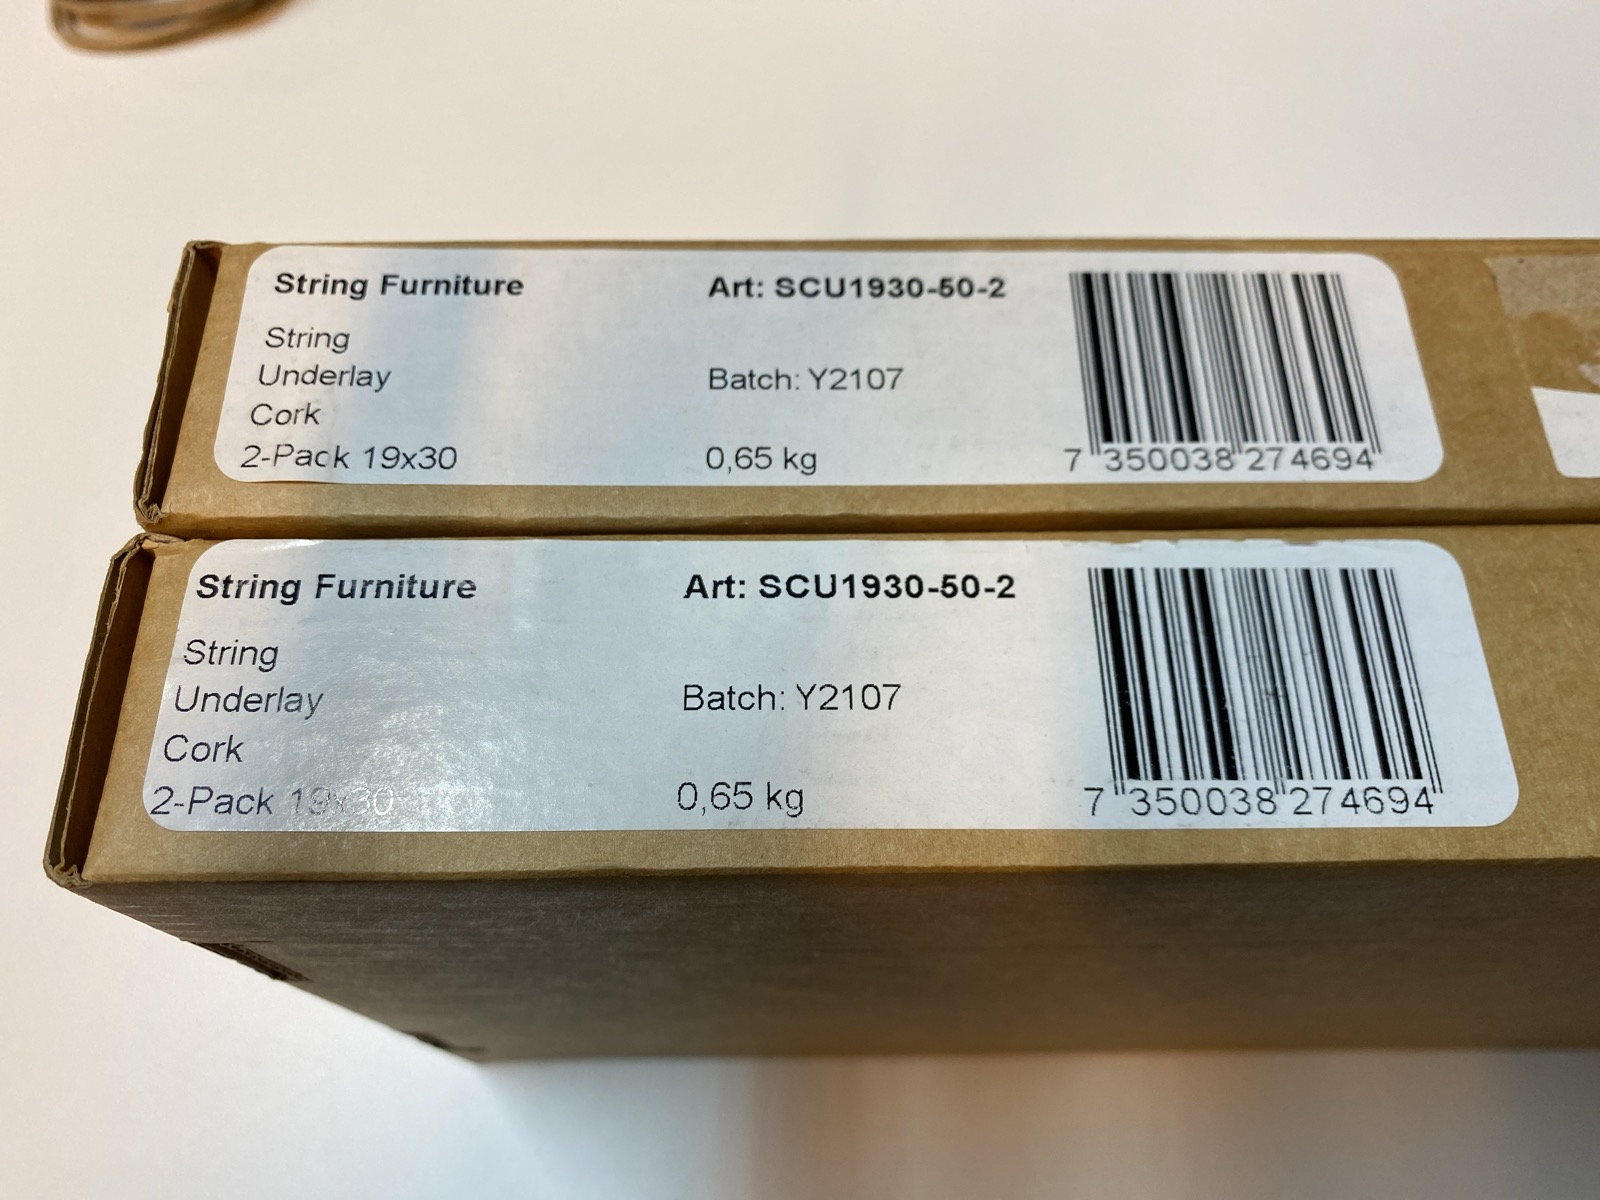 String Furniture
Art: SCU1930-50-2
String
Underlay
Batch: Y2107
Cork
2-Pack 19x30
0,65 kg
7 350038 274694
String Furniture
Art: SCU1930-50-2
String
Underlay
Batch: Y2107
Cork
2-Pack 19x30
0,65 kg
7 350038 274694